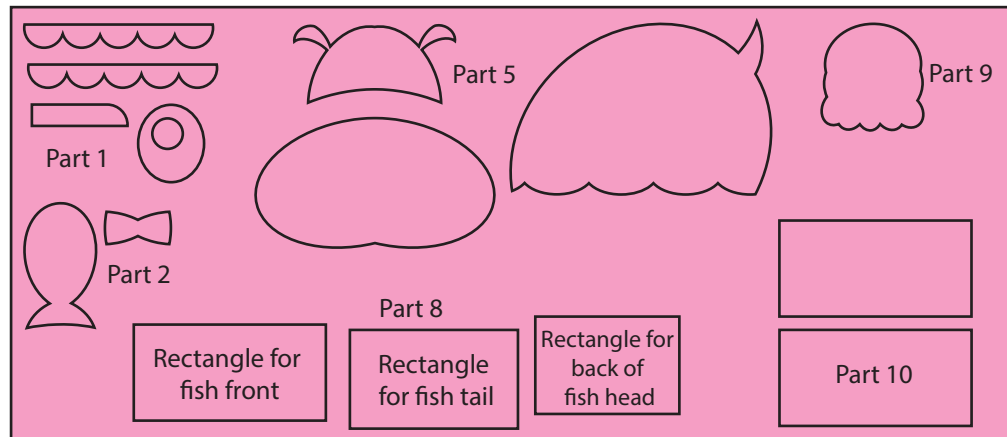 Part 5
Part 9
Part 1
Part 2
Part 8
Rectangle for
fish front
Rectangle
for fish tail
Rectangle for
back of
fish head
Part 10